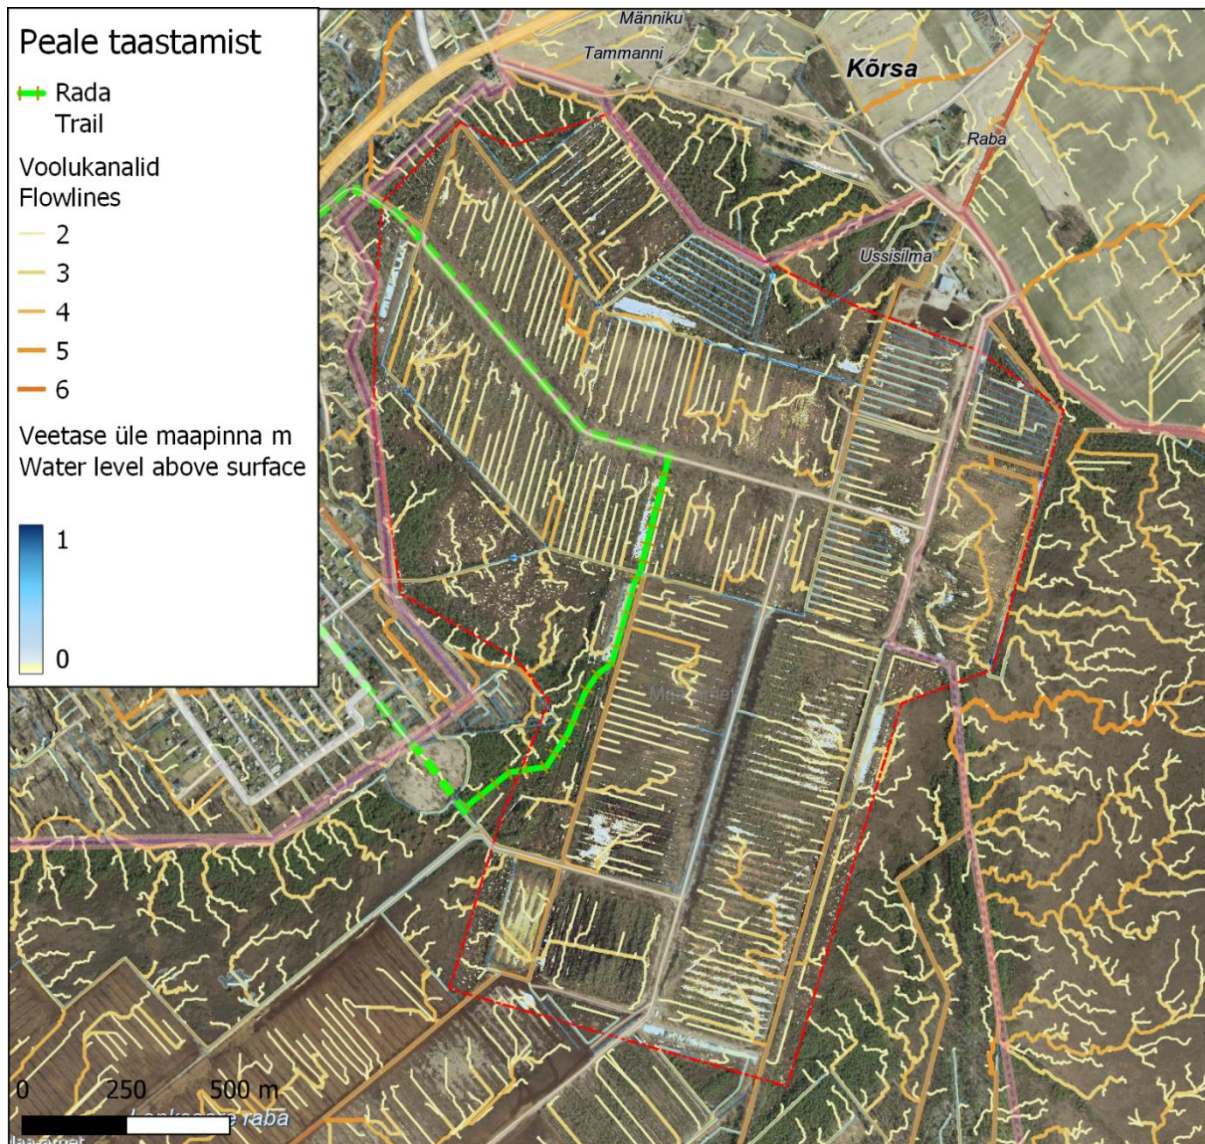 Peale taastamist
Rada
Trail
Voolukanalid
Flowlines
2
3
4
5
6
Veetase üle maapinna m
Water level above surface
1
0
Männiku
Tammanni
Kõrsa
Raba
Ussisilma
0 250 500 m
raba